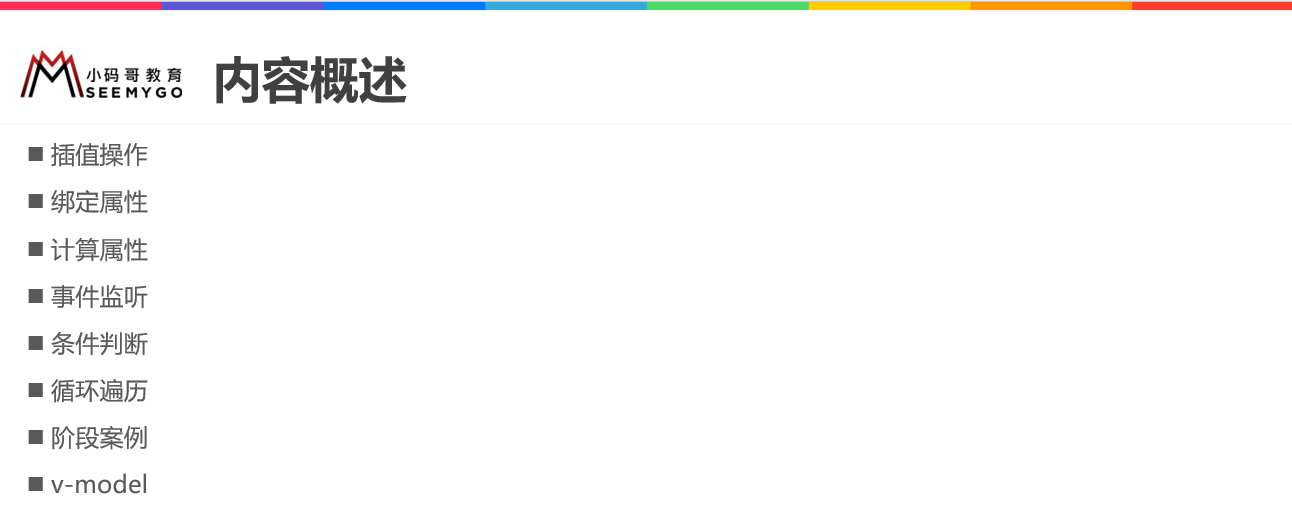 小码哥教育
SEEMYGO
内容概述
■ 插值操作
■ 绑定属性
■ 计算属性
■ 事件监听
■ 条件判断
■ 循环遍历
■ 阶段案例
■ v-model